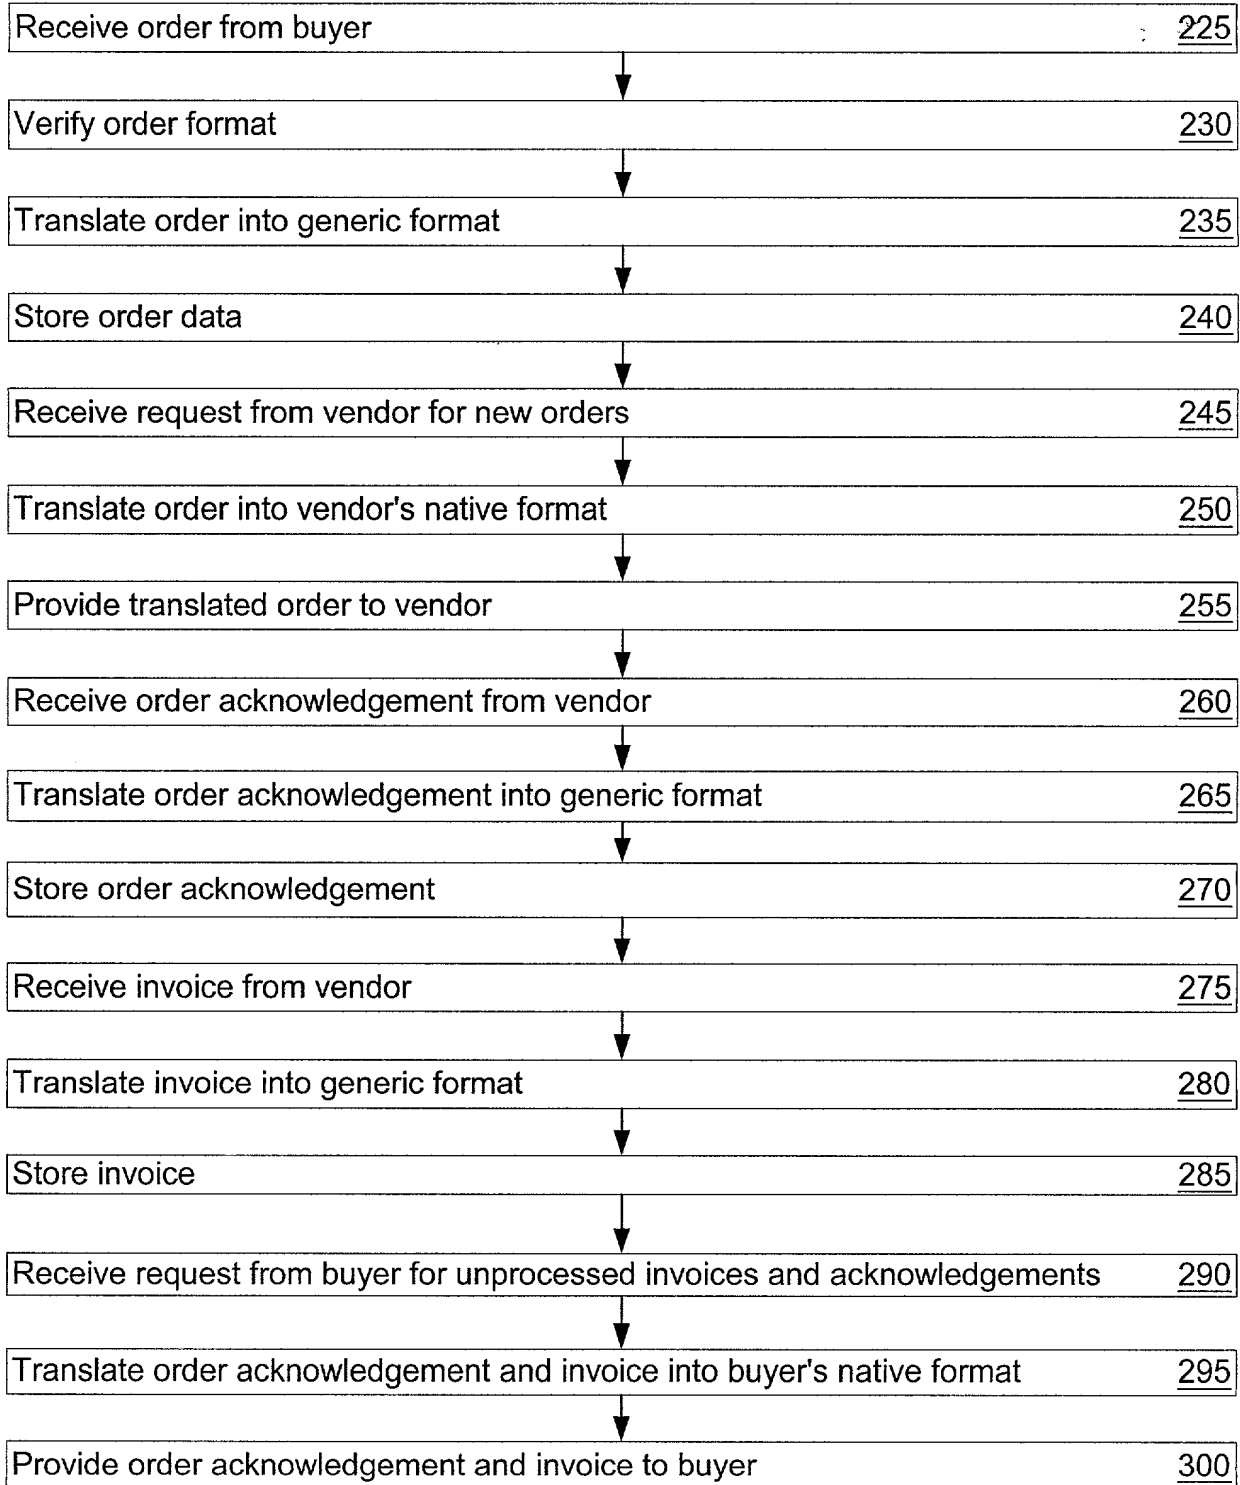 Receive order from buyer 225
Verify order format 230
Translate order into generic format 235
Store order data 240
Receive request from vendor for new orders 245
Translate order into vendor's native format 250
Provide translated order to vendor 255
Receive order acknowledgement from vendor 260
Translate order acknowledgement into generic format 265
Store order acknowledgement 270
Receive invoice from vendor 275
Translate invoice into generic format 280
Store invoice 285
Receive request from buyer for unprocessed invoices and acknowledgements 290
Translate order acknowledgement and invoice into buyer's native format 295
Provide order acknowledgement and invoice to buyer 300